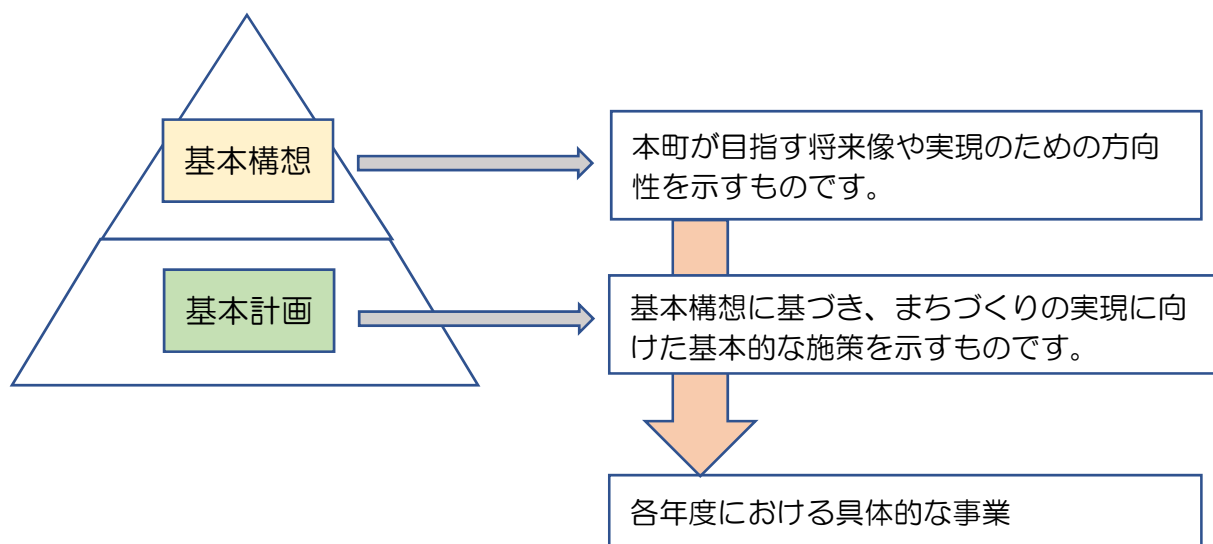 基本構想
本町が目指す将来像や実現のための方向
性を示すものです。
基本計画
基本構想に基づき、まちづくりの実現に向
けた基本的な施策を示すものです。
各年度における具体的な事業